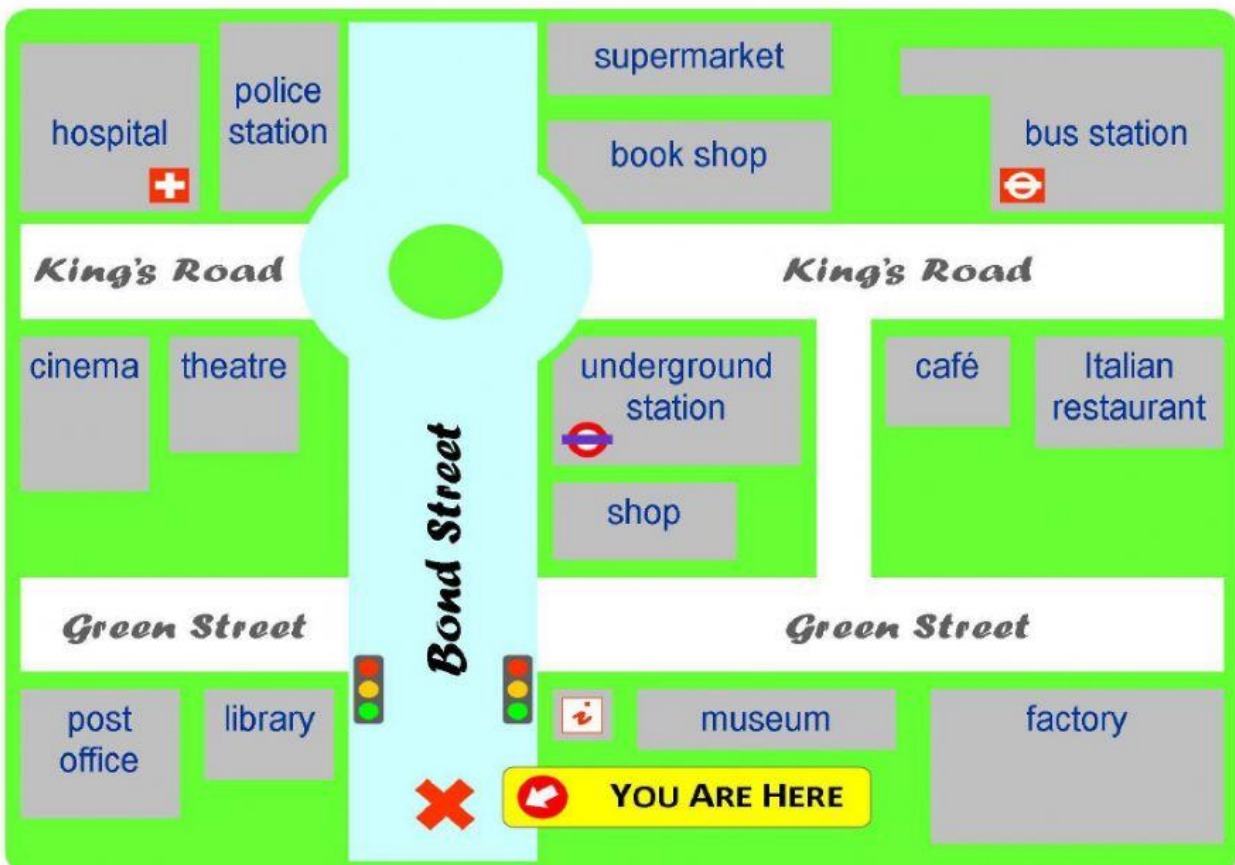 supermarket
police
station
hospital
book shop
bus station
King's Road
King's Road
cinema
theatre
underground
station
café
Italian
restaurant
shop
Bond Street
Green Street
Green Street
post
office
library
i
museum
factory
YOU ARE HERE